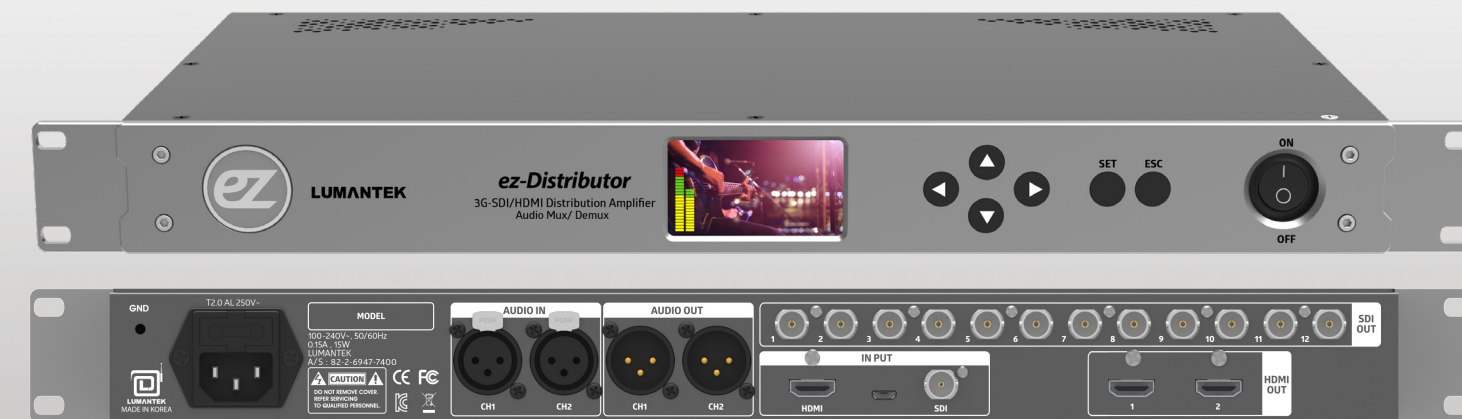 ez
LUMANTEK
ez-Distributor
3G-SDI/HDMI Distribution Amplifier
Audio Mux/ Demux
SET
ESC
ON
OFF
GND
LUMANTEK
MADE IN KOREA
T2.0 AL 250V~
MODEL
100-240V~, 50/60Hz
0.15A , 15W
LUMANTEK
A/S : 82-2-6947-7400
CAUTION
DO NOT REMOVE COVER.
REFER SERVICING
TO QUALIFIED PERSONNEL.
CE FC
AUDIO IN
PUSH
PUSH
CH1
CH2
AUDIO OUT
CH1
CH2
1 2 3 4 5 6 7 8 9 10 11 12
SDI
OUT
IN PUT
HDMI
SDI
1
2
HDMI
OUT